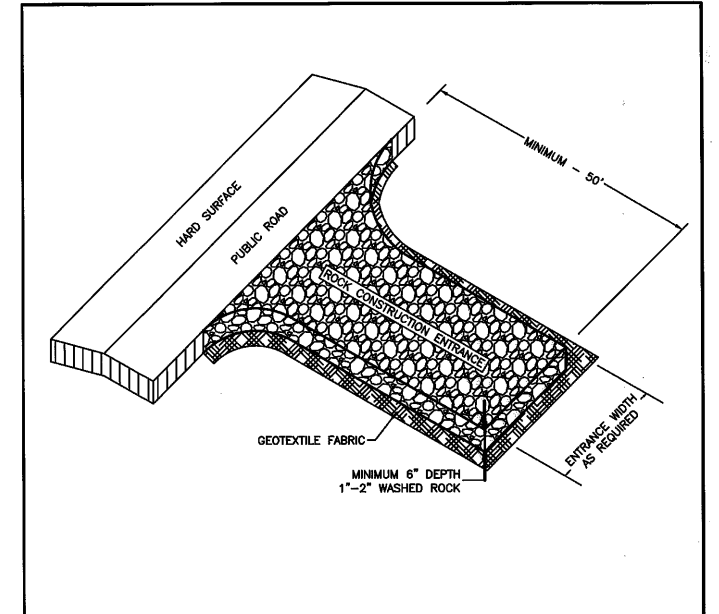 MINIMUM - 50'
HARD SURFACE
PUBLIC ROAD
ROCK CONSTRUCTION ENTRANCE
GEOTEXTILE FABRIC
MINIMUM 6" DEPTH
1"-2" WASHED ROCK
ENTRANCE WIDTH
AS REQUIRED